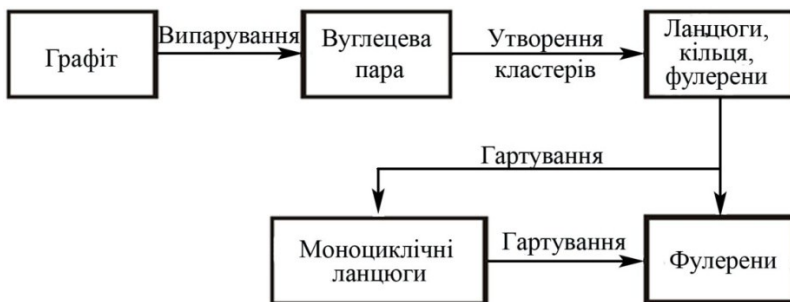 Графіт
Випарування
Вуглецева
пара
Утворення
кластерів
Ланцюги,
кільця,
фулерени
Гартування
Моноциклічні
ланцюги
Гартування
Фулерени